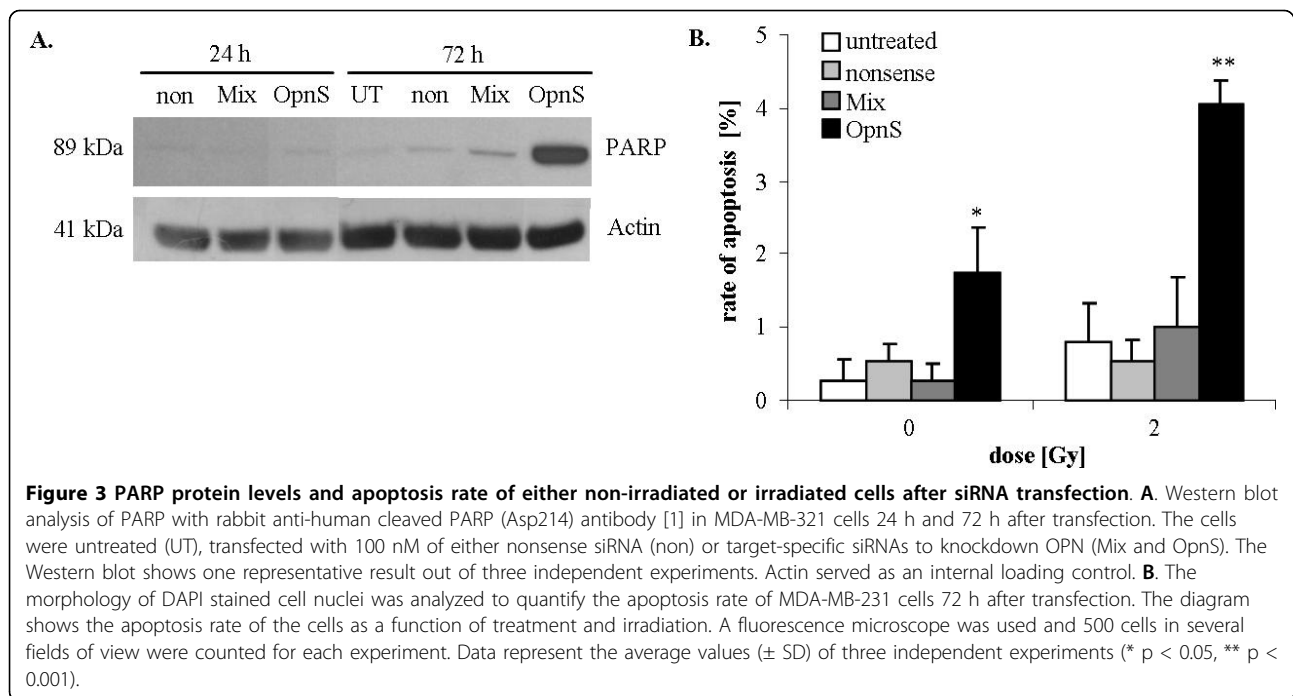 A.
24 h 72 h
non Mix OpnS UT non Mix OpnS
89 kDa PARP
41 kDa Actin
B.
untreated
nonsense
Mix
OpnS
rate of apoptosis [%]
5
4
3
2
1
0
*
**
0 2
dose [Gy]
Figure 3 PARP protein levels and apoptosis rate of either non-irradiated or irradiated cells after siRNA transfection. A. Western blot
analysis of PARP with rabbit anti-human cleaved PARP (Asp214) antibody [1] in MDA-MB-321 cells 24 h and 72 h after transfection. The cells
were untreated (UT), transfected with 100 nM of either nonsense siRNA (non) or target-specific siRNAs to knockdown OPN (Mix and OpnS). The
Western blot shows one representative result out of three independent experiments. Actin served as an internal loading control. B. The
morphology of DAPI stained cell nuclei was analyzed to quantify the apoptosis rate of MDA-MB-231 cells 72 h after transfection. The diagram
shows the apoptosis rate of the cells as a function of treatment and irradiation. A fluorescence microscope was used and 500 cells in several
fields of view were counted for each experiment. Data represent the average values (± SD) of three independent experiments (* p < 0.05, ** p <
0.001).